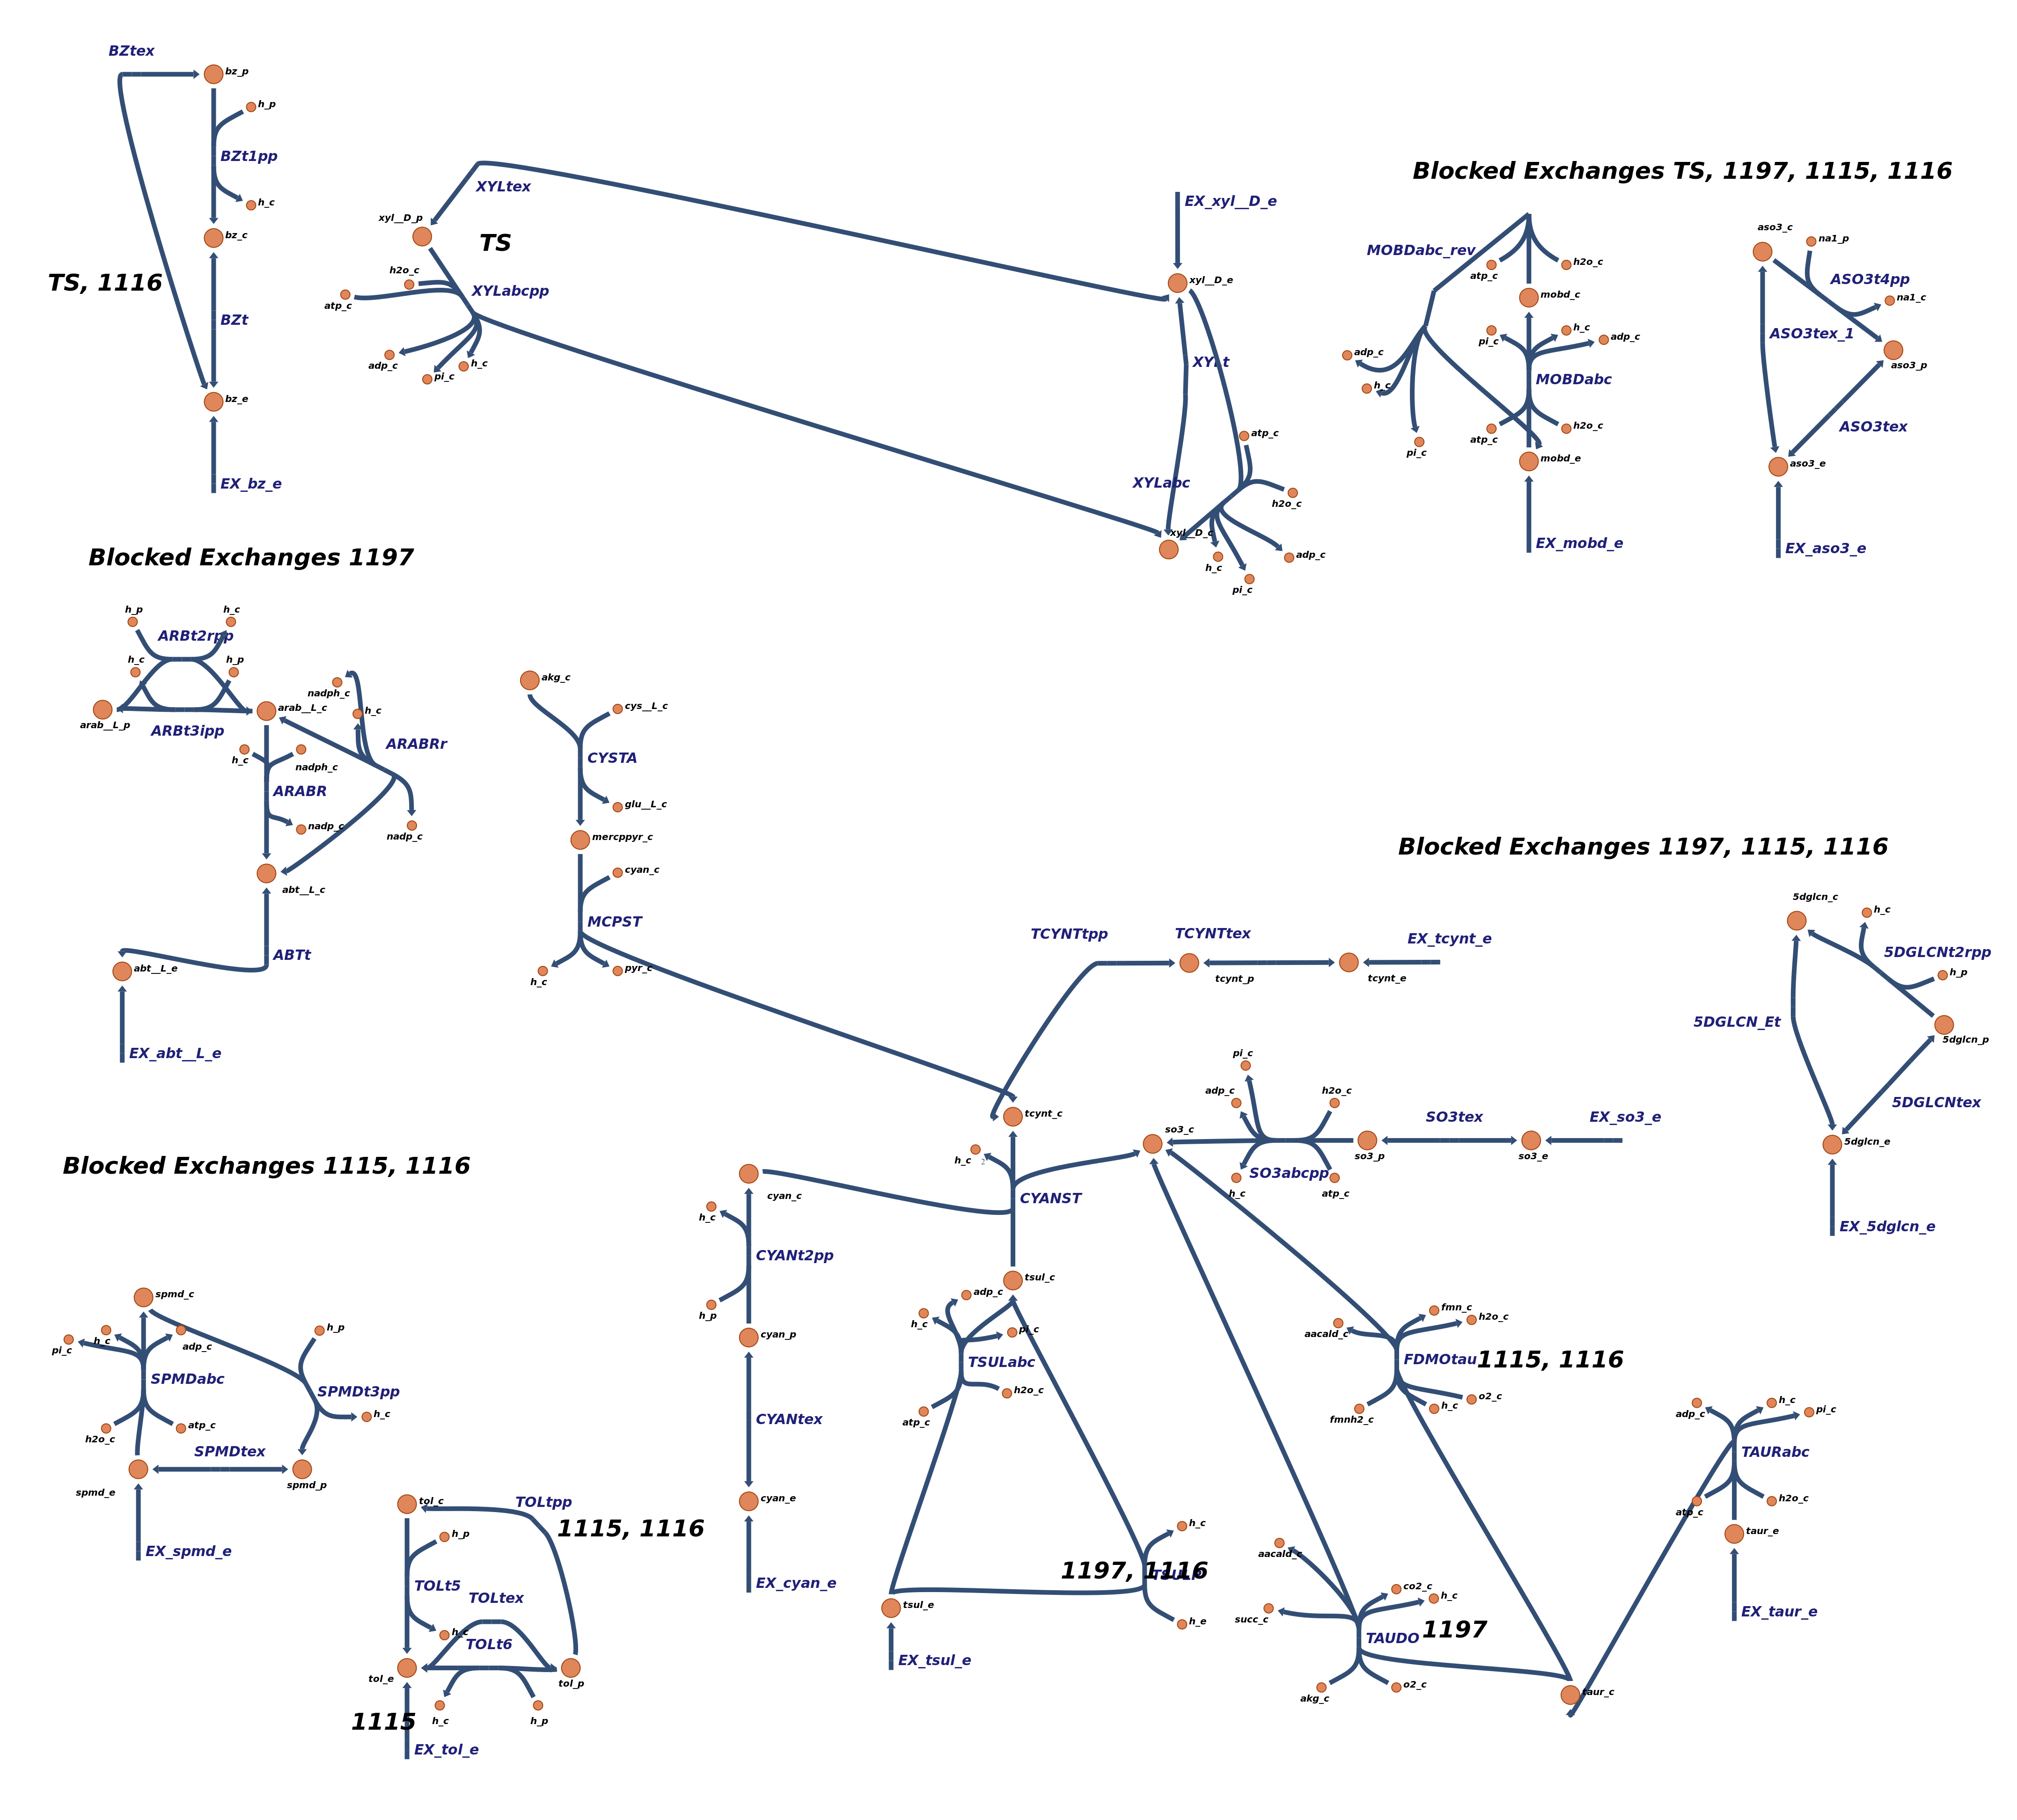 BZtex
bz_p
h_p
BZt1pp
h_c
bz_c
TS, 1116
BZt
bz_e
EX_bz_e
XYLtex
xyl__D_p
TS
h2o_c
XYLabcpp
atp_c
adp_c
pi_c
h_c
EX_xyl__D_e
xyl__D_e
XYLt
atp_c
XYLabc
h2o_c
xyl__D_c
h_c
adp_c
pi_c
Blocked Exchanges TS, 1197, 1115, 1116
MOBDabc_rev
atp_c
h2o_c
mobd_c
pi_c
h_c
adp_c
adp_c
h_c
MOBDabc
atp_c
h2o_c
pi_c
mobd_e
EX_mobd_e
aso3_c
na1_p
ASO3t4pp
na1_c
ASO3tex_1
aso3_p
ASO3tex
aso3_e
EX_aso3_e
Blocked Exchanges 1197
h_p
h_c
ARBt2rpp
h_c
h_p
nadph_c
arab__L_p
arab__L_c
h_c
ARBt3ipp
ARABRr
h_c
nadph_c
ARABR
nadp_c
nadp_c
abt__L_c
ABTt
abt__L_e
EX_abt__L_e
akg_c
cys__L_c
CYSTA
glu__L_c
mercppyr_c
cyan_c
MCPST
h_c
pyr_c
Blocked Exchanges 1197, 1115, 1116
TCYNTtpp
TCYNTtex
EX_tcynt_e
tcynt_p
tcynt_e
5dglcn_c
h_c
5DGLCNt2rpp
h_p
5DGLCN_Et
5dglcn_p
5DGLCNtex
5dglcn_e
EX_5dglcn_e
tcynt_c
so3_c
pi_c
adp_c
h2o_c
SO3tex
EX_so3_e
so3_p
so3_e
SO3abcpp
h_c
atp_c
h_c
CYANST
cyan_c
h_c
CYANt2pp
h_p
cyan_p
CYANtex
cyan_e
EX_cyan_e
tsul_c
adp_c
h_c
pi_c
TSULabc
h2o_c
atp_c
fmn_c
h2o_c
aacald_c
FDMOtau
1115, 1116
o2_c
h_c
fmnh2_c
adp_c
h_c
pi_c
TAURabc
atp_c
h2o_c
taur_e
EX_taur_e
Blocked Exchanges 1115, 1116
spmd_c
h_p
pi_c
h_c
adp_c
SPMDabc
SPMDt3pp
h_c
h2o_c
atp_c
SPMDtex
spmd_e
spmd_p
EX_spmd_e
tol_c
TOLtpp
1115, 1116
h_p
TOLt5
TOLtex
h_c
TOLt6
tol_e
tol_p
1115
h_c
h_p
EX_tol_e
h_c
1197, 1116
TSULP
tsul_e
h_e
EX_tsul_e
aacald_c
co2_c
h_c
succ_c
TAUDO
1197
akg_c
o2_c
taur_c